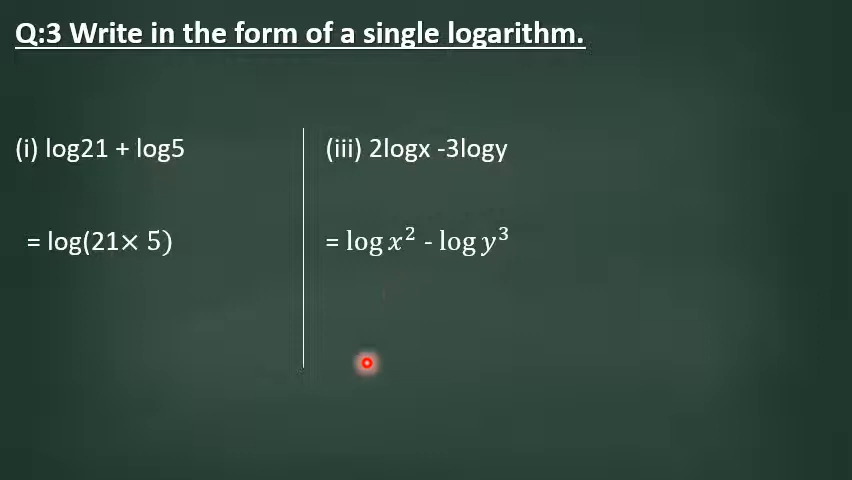 Q:3 Write in the form of a single logarithm.
(i) log21 + log5
= log(21× 5)
(iii) 2logx -3logy
= log x² - log y³